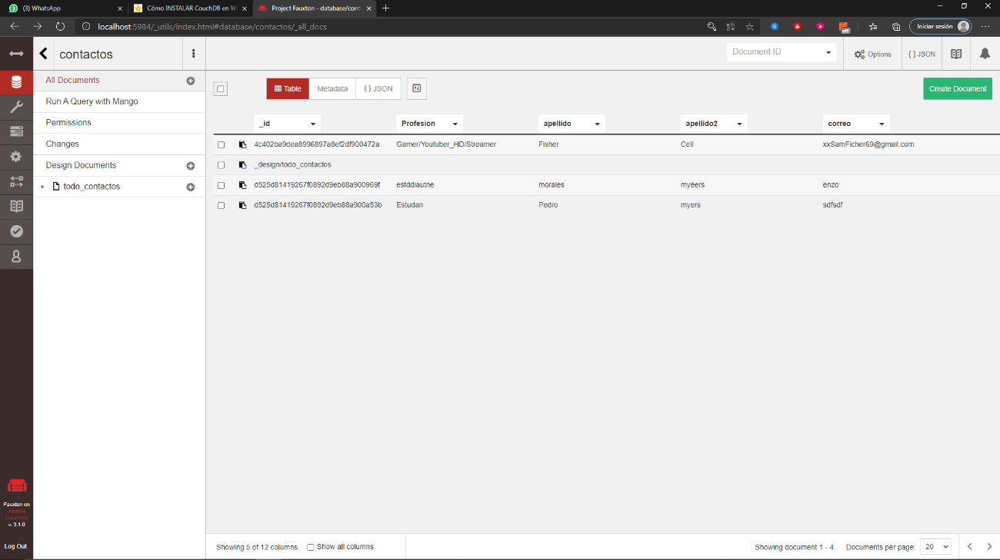 (3) WhatsApp
Cómo INSTALAR CouchDB en W
Project Fauxton - database/cont
localhost:5984/_utils/index.html#database/contactos/_all_docs
off
Iniciar sesión
contactos
Document ID
Options
{ } JSON
All Documents
Run A Query with Mango
Permissions
Changes
Design Documents
todo_contactos
Table
Metadata
{ } JSON
Create Document
_id Profesion apellido apellido2 correo
4c402ba9dea8996897a8ef2df900472a Gamer/Youtuber_HD/Streamer Fisher Cell xxSamFicher69@gmail.com
_design/todo_contactos
d525d81419267f0892d9eb88a900969f estddiautne morales myeers enzo
d525d81419267f0892d9eb88a900a53b Estudan Pedro myers sdfsdf
Fauxton on
Apache
CouchDB
v. 3.1.0
Log Out
Showing 5 of 12 columns.
Show all columns.
Showing document 1 - 4.
Documents per page: 20